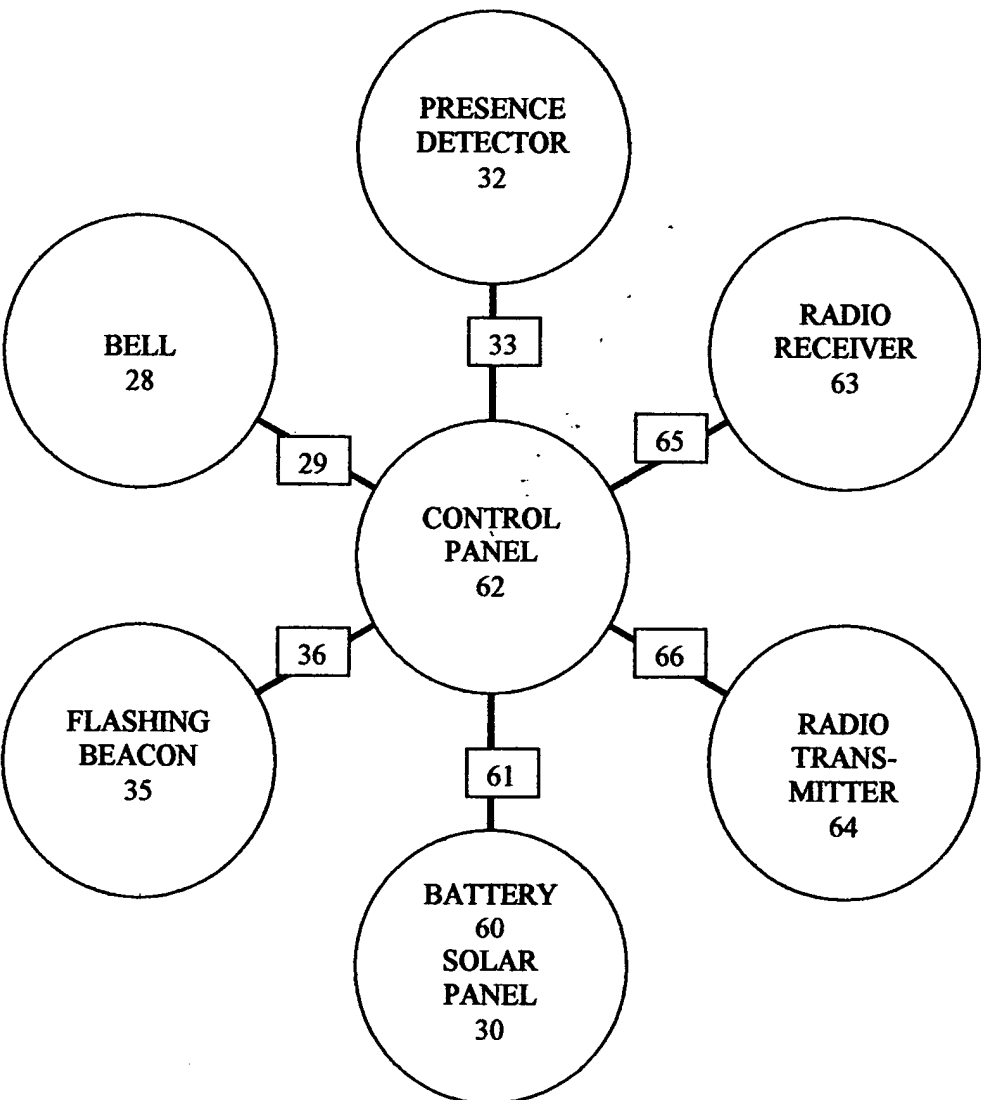 PRESENCE
DETECTOR
32
BELL
28
RADIO
RECEIVER
63
33
29
65
CONTROL
PANEL
62
36
66
FLASHING
BEACON
35
61
RADIO
TRANS-
MITTER
64
BATTERY
60
SOLAR
PANEL
30